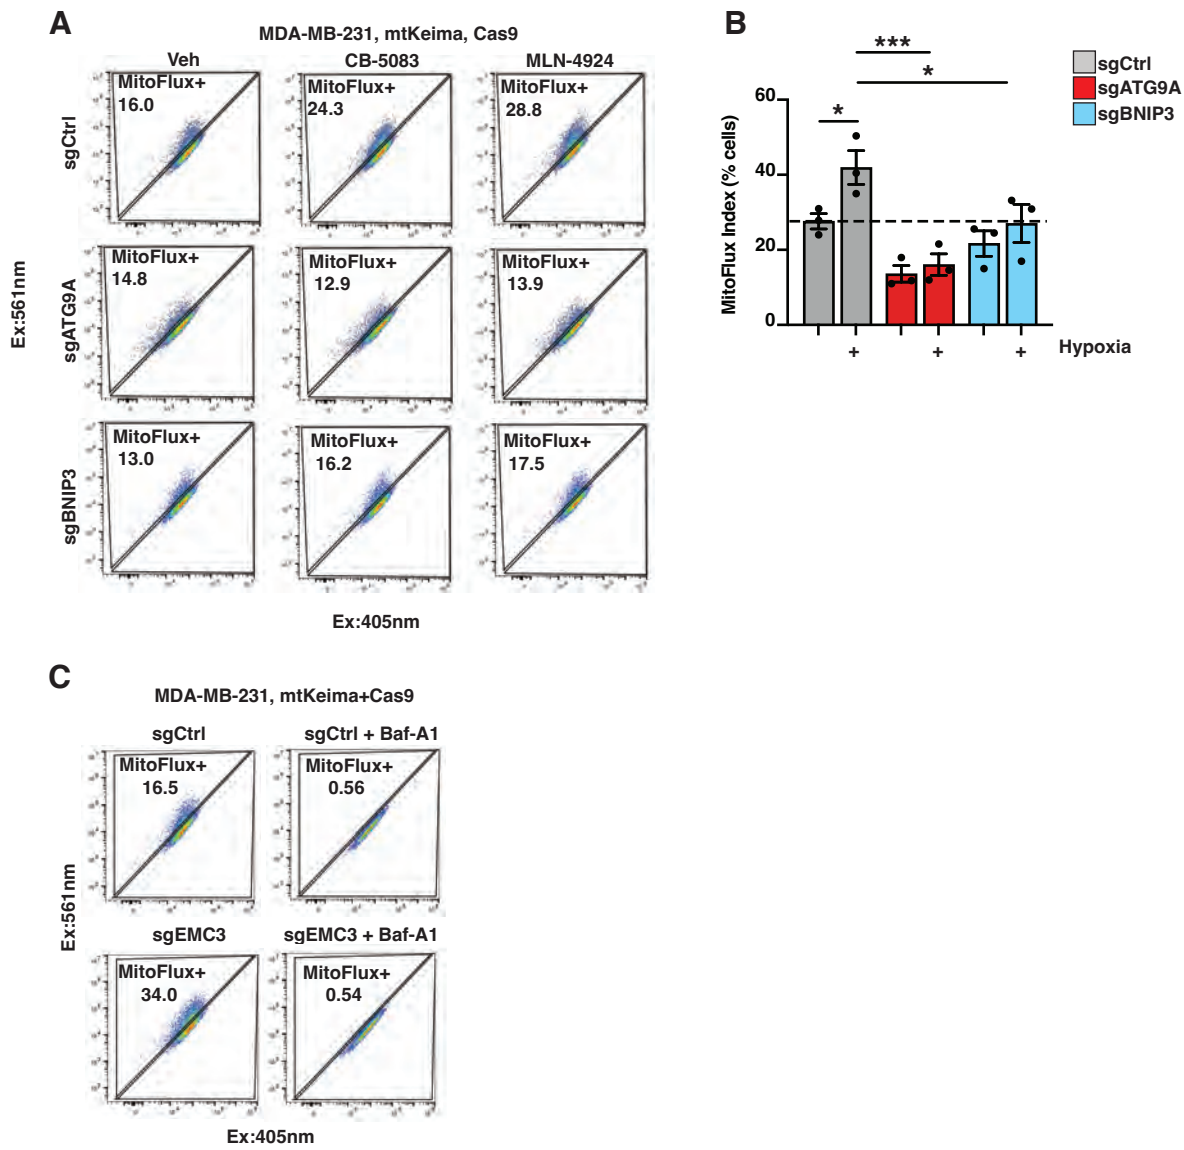 A
MDA-MB-231, mtKeima, Cas9
Veh CB-5083 MLN-4924
sgCtrl
MitoFlux+ MitoFlux+ MitoFlux+
16.0 24.3 28.8
sgATG9A
MitoFlux+ MitoFlux+ MitoFlux+
14.8 12.9 13.9
sgBNIP3
MitoFlux+ MitoFlux+ MitoFlux+
13.0 16.2 17.5
Ex:561nm
Ex:405nm
B
***
*
*
sgCtrl
sgATG9A
sgBNIP3
MitoFlux Index (% cells)
60
40
20
0
+ + + Hypoxia
C
MDA-MB-231, mtKeima+Cas9
sgCtrl sgCtrl + Baf-A1
MitoFlux+ MitoFlux+
16.5 0.56
Ex:561nm
sgEMC3 sgEMC3 + Baf-A1
MitoFlux+ MitoFlux+
34.0 0.54
Ex:405nm